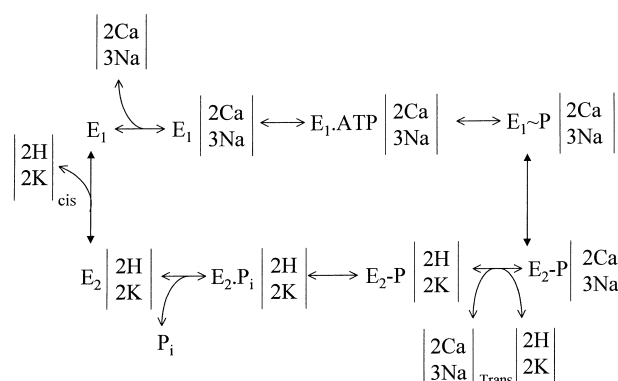 2Ca
3Na
E1 E1 2Ca E1.ATP 2Ca E1~P 2Ca
3Na 3Na 3Na
2H
2K cis
E2 2H E2.Pi 2H E2-P 2H E2-P 2Ca
2K 2K 2K 3Na
Pi
2Ca 2H
3Na Trans 2K